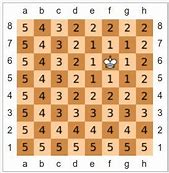 a b c d e f g h
8 5 4 3 2 2 2 2 2 8
7 5 4 3 2 1 1 1 2 7
6 5 4 3 2 1 1 2 6
5 5 4 3 2 1 1 1 2 5
4 5 4 3 2 2 2 2 2 4
3 5 4 3 3 3 3 3 3 3
2 5 4 4 4 4 4 4 4 2
1 5 5 5 5 5 5 5 5 1
a b c d e f g h